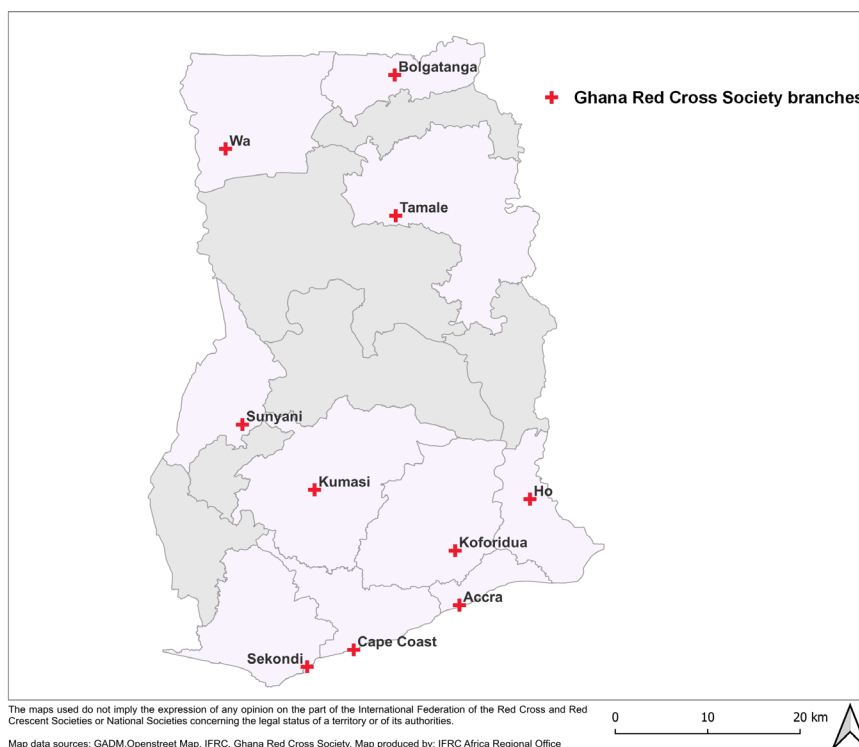 Bolgatanga
Ghana Red Cross Society branches
Wa
Tamale
Sunyani
Kumasi
Ho
Koforidua
Accra
Cape Coast
Sekondi
The maps used do not imply the expression of any opinion on the part of the International Federation of the Red Cross and Red
Crescent Societies or National Societies concerning the legal status of a territory or of its authorities.
0 10 20 km
Map data sources: GADM,Openstreet Map, IFRC, Ghana Red Cross Society, Map produced by: IFRC Africa Regional Office